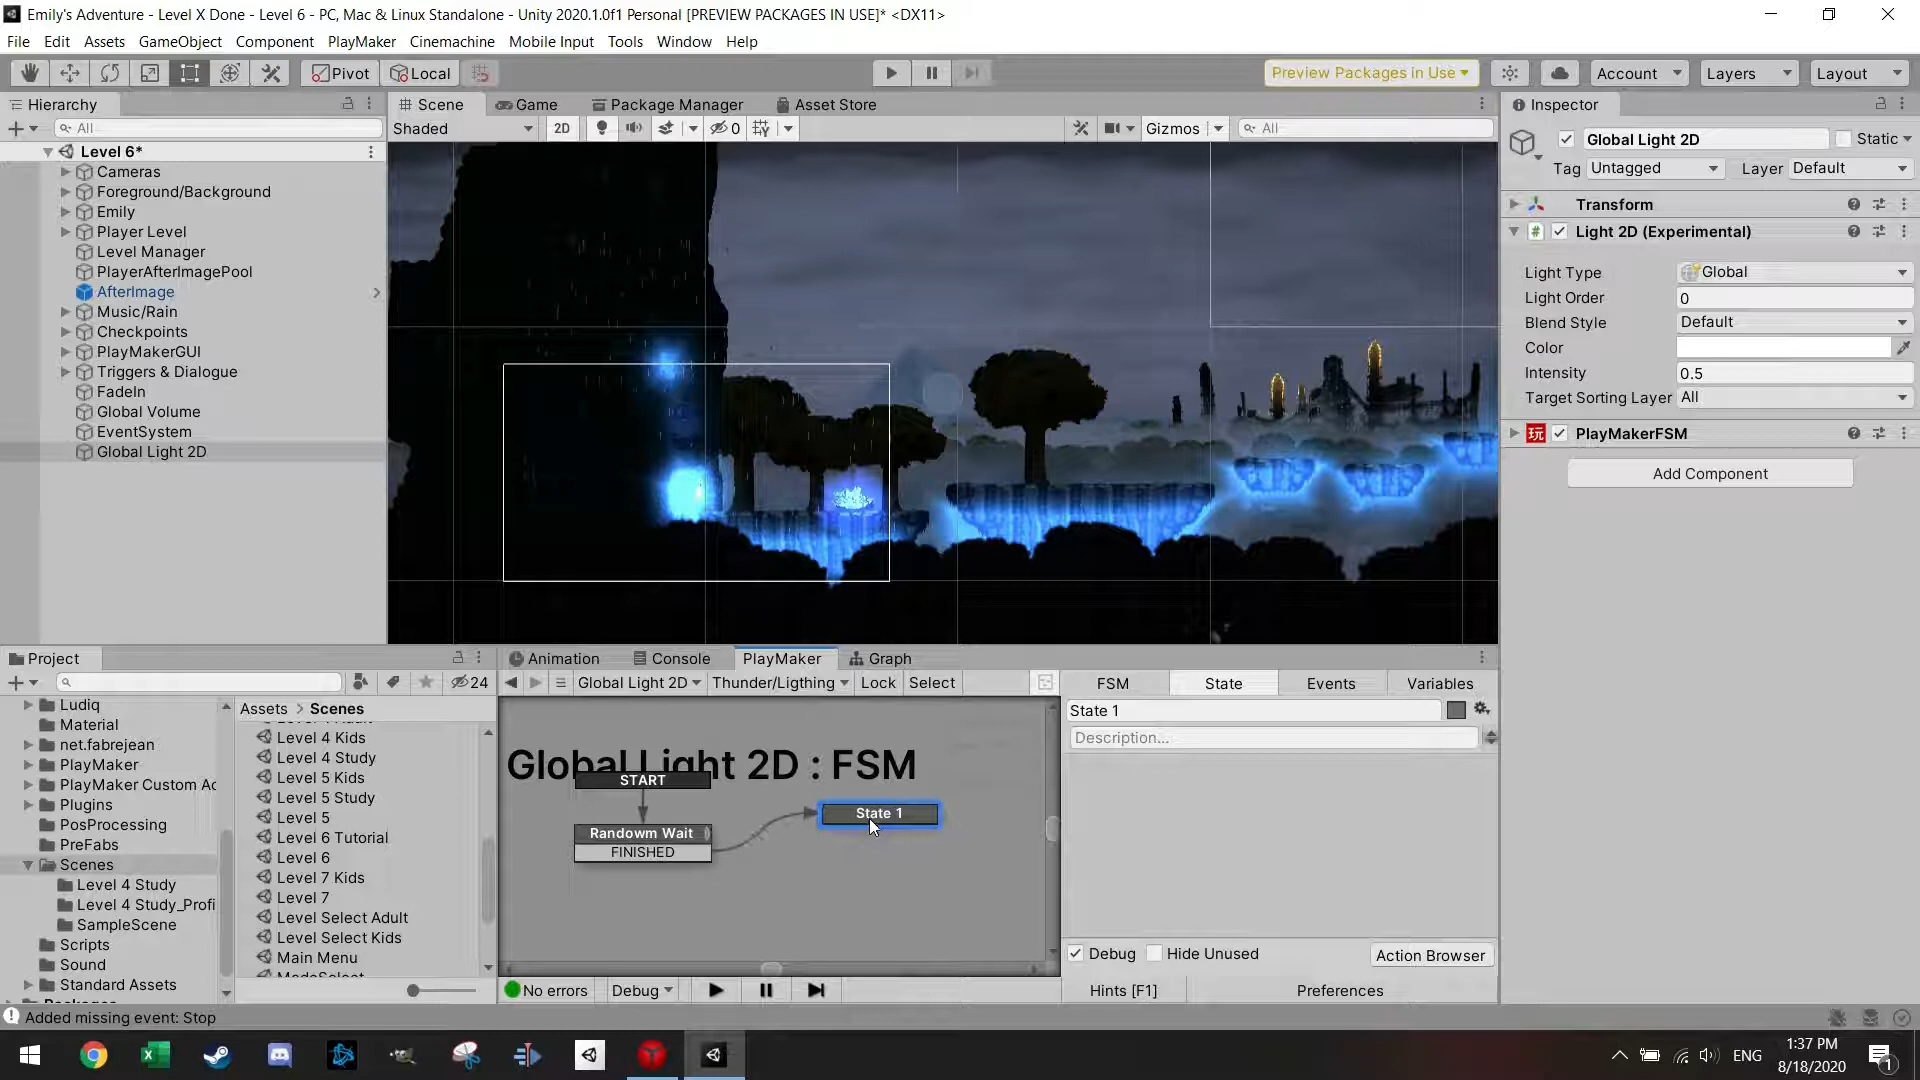 Emily's Adventure - Level X Done - Level 6 - PC, Mac & Linux Standalone - Unity 2020.1.0f1 Personal [PREVIEW PACKAGES IN USE]* <DX11>
File Edit Assets GameObject Component PlayMaker Cinemachine Mobile Input Tools Window Help
Pivot Local Preview Packages in Use Account Layers Layout
Hierarchy
All
Level 6*
Cameras
Foreground/Background
Emily
Player Level
Level Manager
PlayerAfterImagePool
AfterImage
Music/Rain
Checkpoints
PlayMakerGUI
Triggers & Dialogue
FadeIn
Global Volume
EventSystem
Global Light 2D
Scene Game Package Manager Asset Store
Shaded 2D 0 Gizmos All
Inspector
Global Light 2D Static
Tag Untagged Layer Default
Transform
Light 2D (Experimental)
Light Type Global
Light Order 0
Blend Style Default
Color
Intensity 0.5
Target Sorting Layer All
玩 PlayMakerFSM
Add Component
Project
24
Ludiq
Material
net.fabrejean
PlayMaker
PlayMaker Custom Ac
Plugins
PosProcessing
PreFabs
Scenes
Level 4 Study
Level 4 Study_Profi
SampleScene
Scripts
Sound
Standard Assets
Assets > Scenes
Level 4 Kids
Level 4 Study
Level 5 Kids
Level 5 Study
Level 5
Level 6 Tutorial
Level 6
Level 7 Kids
Level 7
Level Select Adult
Level Select Kids
Main Menu
Animation Console PlayMaker Graph
Global Light 2D Thunder/Ligthing Lock Select
Global Light 2D : FSM
START
Randowm Wait
FINISHED
State 1
FSM State Events Variables
State 1
Description...
Debug Hide Unused Action Browser
No errors Debug Hints [F1] Preferences
Added missing event: Stop
ENG
1:37 PM
8/18/2020
1